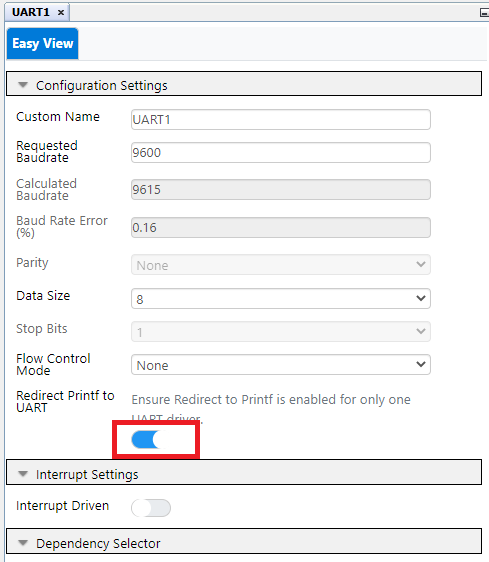 UART1
Easy View
Configuration Settings
Custom Name
UART1
Requested
Baudrate
9600
Calculated
Baudrate
9615
Baud Rate Error
(%)
0.16
Parity
None
Data Size
8
Stop Bits
1
Flow Control
Mode
None
Redirect Printf to
UART
Ensure Redirect to Printf is enabled for only one
UART driver.
Interrupt Settings
Interrupt Driven
Dependency Selector